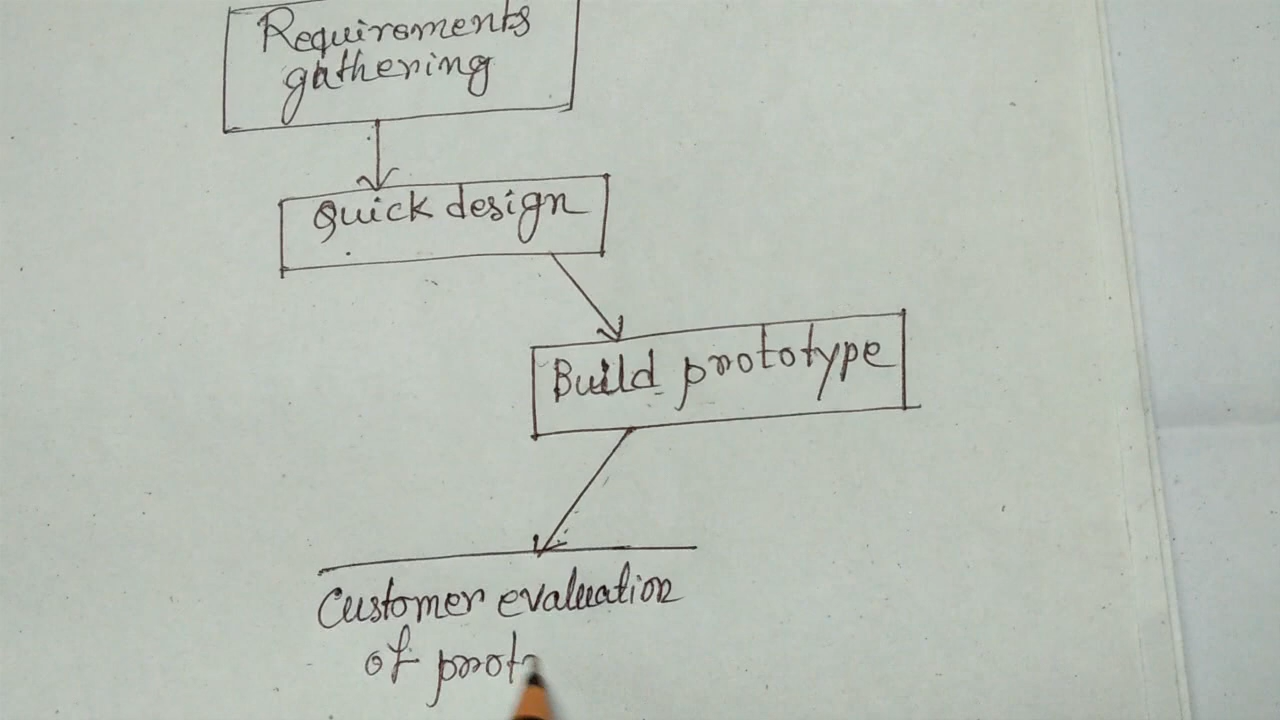 Requirements
gathering
Quick design
Build prototype
Customer evaluation
of prot